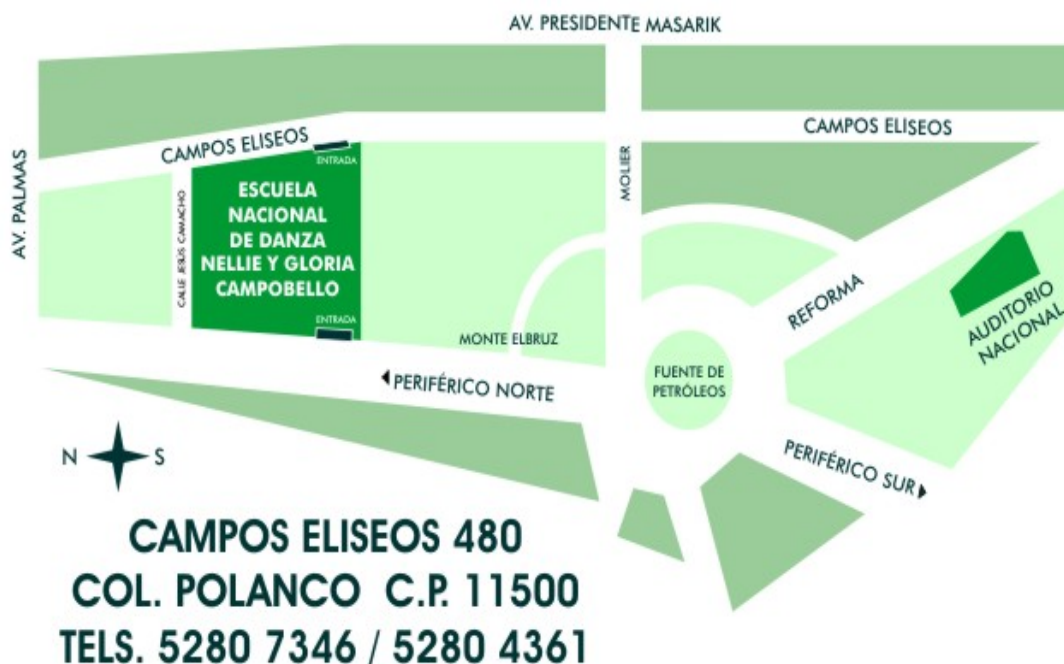 AV. PRESIDENTE MASARIK
CAMPOS ELISEOS
CAMPOS ELISEOS
ENTRADA
AV. PALMAS
CALLE JESÚS CAMACHO
ESCUELA
NACIONAL
DE DANZA
NELLIE Y GLORIA
CAMPOBELLO
MOLIER
REFORMA
AUDITORIO
NACIONAL
ENTRADA
MONTE ELBRUZ
FUENTE DE
PETRÓLEOS
PERIFÉRICO NORTE
PERIFÉRICO SUR
N S
CAMPOS ELISEOS 480
COL. POLANCO C.P. 11500
TELS. 5280 7346 / 5280 4361